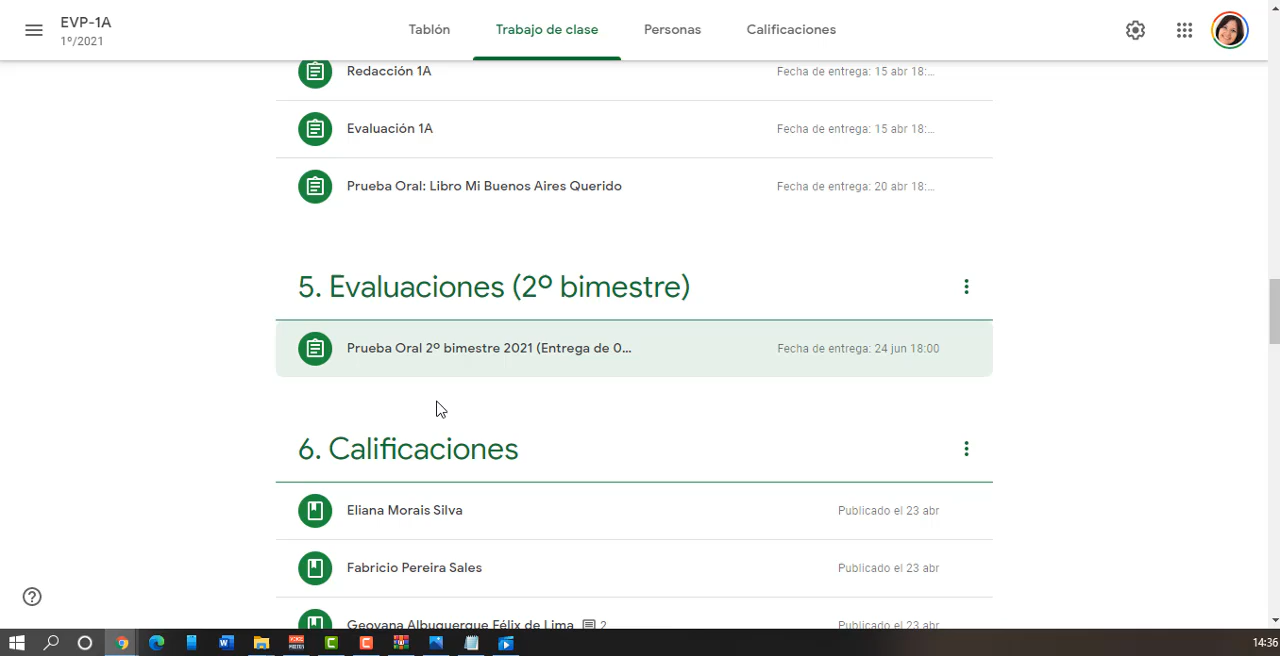 EVP-1A
1º/2021
Tablón
Trabajo de clase
Personas
Calificaciones
Redacción 1A
Fecha de entrega: 15 abr 18:...
Evaluación 1A
Fecha de entrega: 15 abr 18:...
Prueba Oral: Libro Mi Buenos Aires Querido
Fecha de entrega: 20 abr 18:...
5. Evaluaciones (2º bimestre)
Prueba Oral 2º bimestre 2021 (Entrega de 0...
Fecha de entrega: 24 jun 18:00
6. Calificaciones
Eliana Morais Silva
Publicado el 23 abr
Fabricio Pereira Sales
Publicado el 23 abr
Geovana Albuquerque Félix de Lima
2
Publicado el 23 abr
14:36